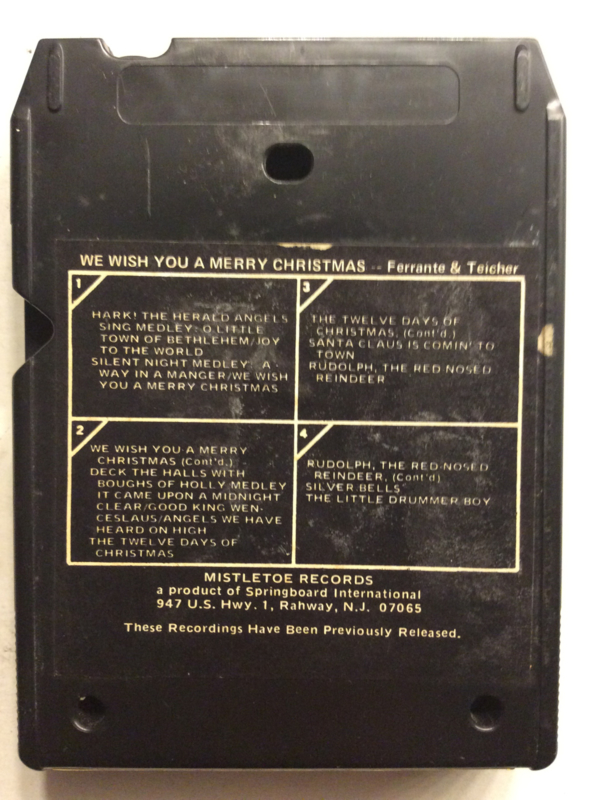 WE WISH YOU A MERRY CHRISTMAS -- Ferrante & Teicher
1
HARK! THE HERALD ANGELS
SING MEDLEY: O LITTLE
TOWN OF BETHLEHEM/JOY
TO THE WORLD
SILENT NIGHT MEDLEY: A-
WAY IN A MANGER/WE WISH
YOU A MERRY CHRISTMAS
2
WE WISH YOU A MERRY
CHRISTMAS (Cont'd.)
DECK THE HALLS WITH
BOUGHS OF HOLLY MEDLEY
IT CAME UPON A MIDNIGHT
CLEAR/GOOD KING WEN-
CESLAUS/ANGELS WE HAVE
HEARD ON HIGH
THE TWELVE DAYS OF
CHRISTMAS
3
THE TWELVE DAYS OF
CHRISTMAS, (Cont'd.)
SANTA CLAUS IS COMIN' TO
TOWN
RUDOLPH, THE RED NOSED
REINDEER
4
RUDOLPH, THE RED-NOSED
REINDEER, (Cont'd)
SILVER BELLS
THE LITTLE DRUMMER BOY
MISTLETOE RECORDS
a product of Springboard International
947 U.S. Hwy. 1, Rahway, N.J. 07065
These Recordings Have Been Previously Released.